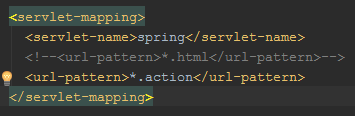 <servlet-mapping>
<servlet-name>spring</servlet-name>
<!--<url-pattern>*.html</url-pattern>-->
<url-pattern>*.action</url-pattern>
</servlet-mapping>